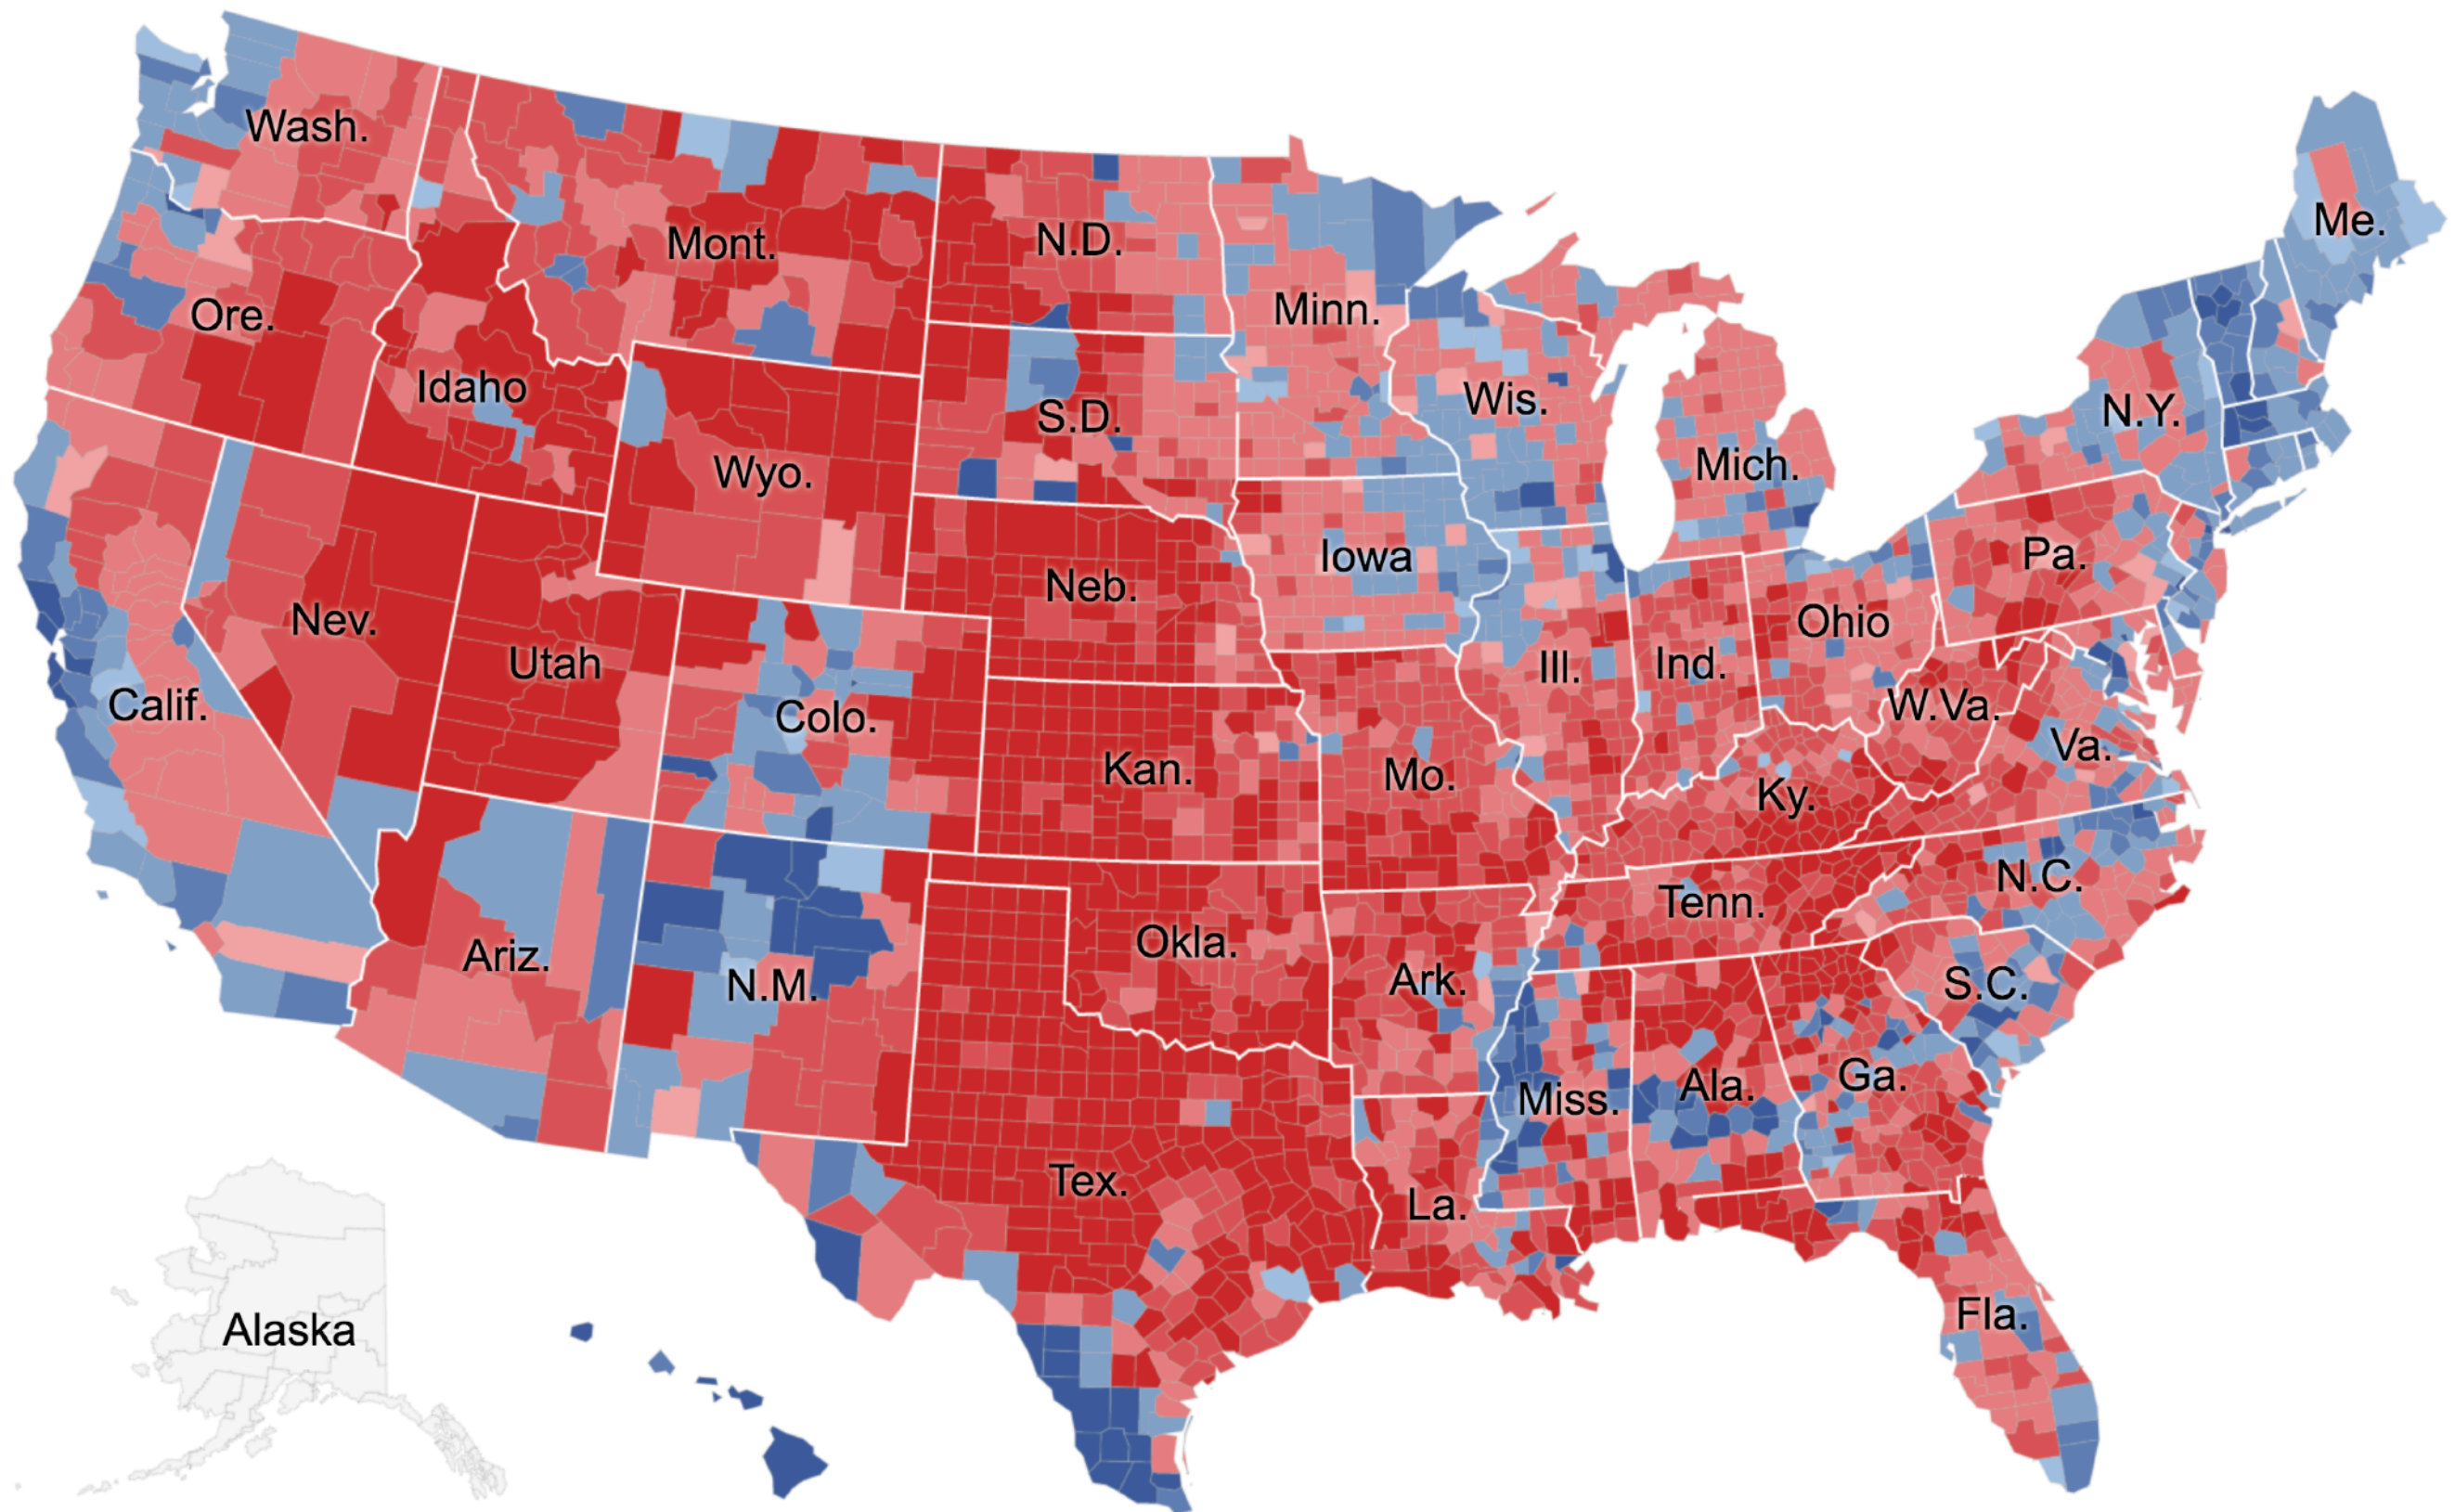 Wash.
Me.
Mont.
N.D.
Minn.
Ore.
Idaho
Wis.
N.Y.
S.D.
Mich.
Wyo.
Iowa
Pa.
Neb.
Nev.
Ohio
Utah
Ill.
Ind.
Calif.
Colo.
W.Va.
Va.
Kan.
Mo.
Ky.
N.C.
Tenn.
Okla.
Ariz.
N.M.
Ark.
S.C.
Miss.
Ala.
Ga.
Tex.
La.
Fla.
Alaska